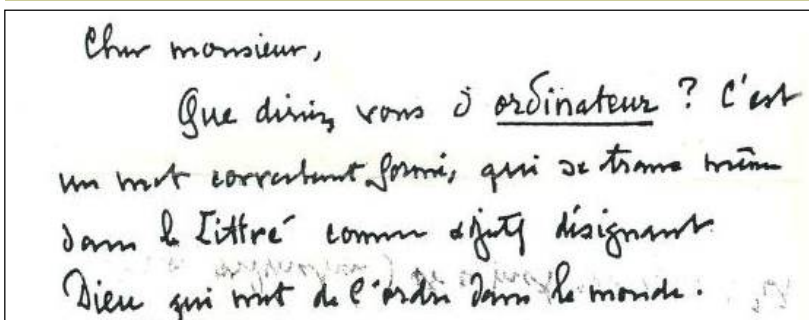 Cher monsieur,
Que diriez vous d'ordinateur ? C'est
un mot correctement formé, qui se trouve même
dans le Littré comme adjectif désignant
Dieu qui met de l'ordre dans le monde.